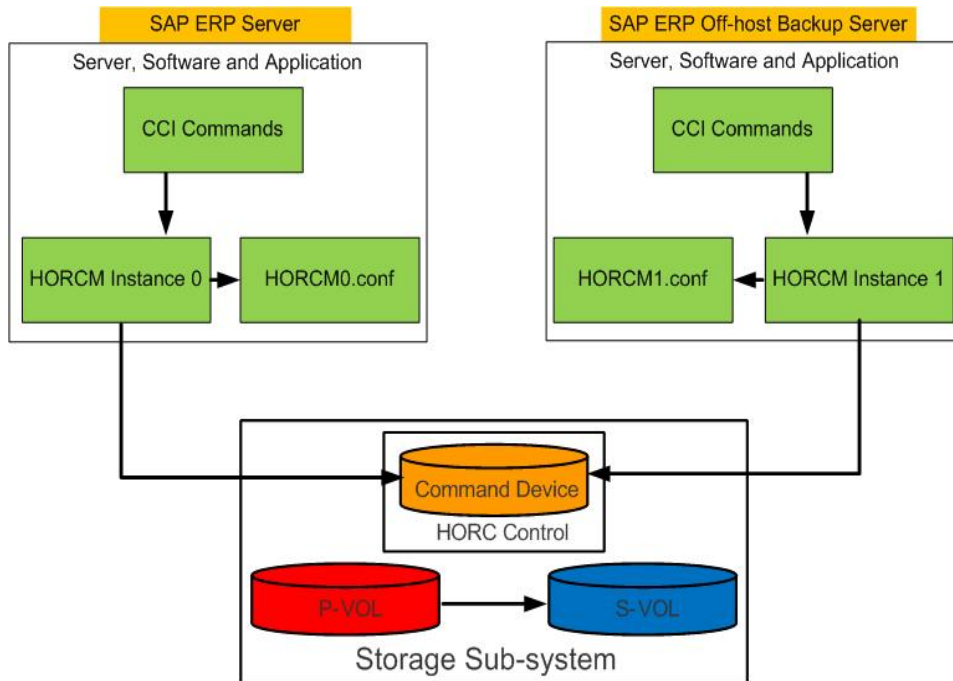 SAP ERP Server
SAP ERP Off-host Backup Server
Server, Software and Application
Server, Software and Application
CCI Commands
CCI Commands
HORCM Instance 0
HORCM0.conf
HORCM1.conf
HORCM Instance 1
Command Device
HORC Control
P-VOL
S-VOL
Storage Sub-system